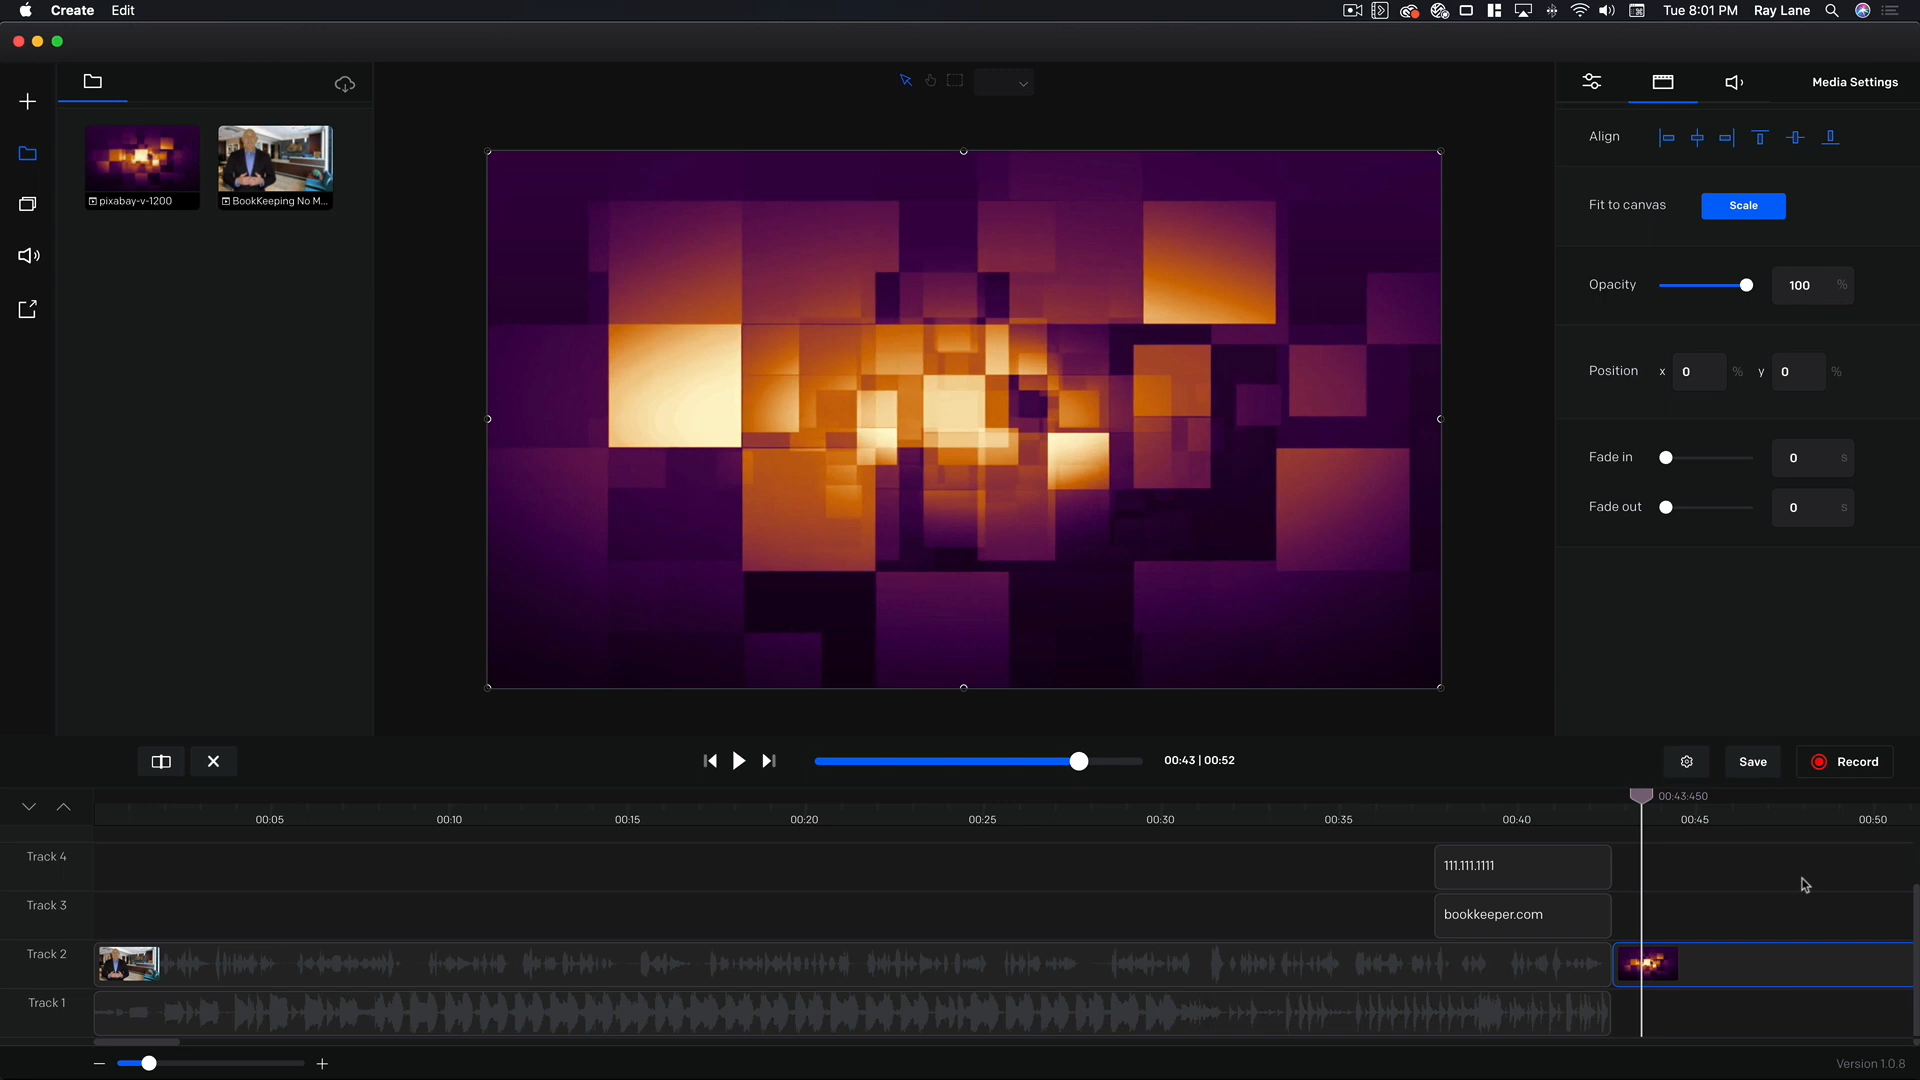 Create Edit
Tue 8:01 PM Ray Lane
Media Settings
pixabay-v-1200
BookKeeping No M...
Align
Fit to canvas Scale
Opacity 100 %
Position x 0 % y 0 %
Fade in 0 s
Fade out 0 s
00:43 | 00:52
Save
Record
00:43:450
00:05 00:10 00:15 00:20 00:25 00:30 00:35 00:40 00:45 00:50
Track 4
111.111.1111
Track 3
bookkeeper.com
Track 2
Track 1
Version 1.0.8